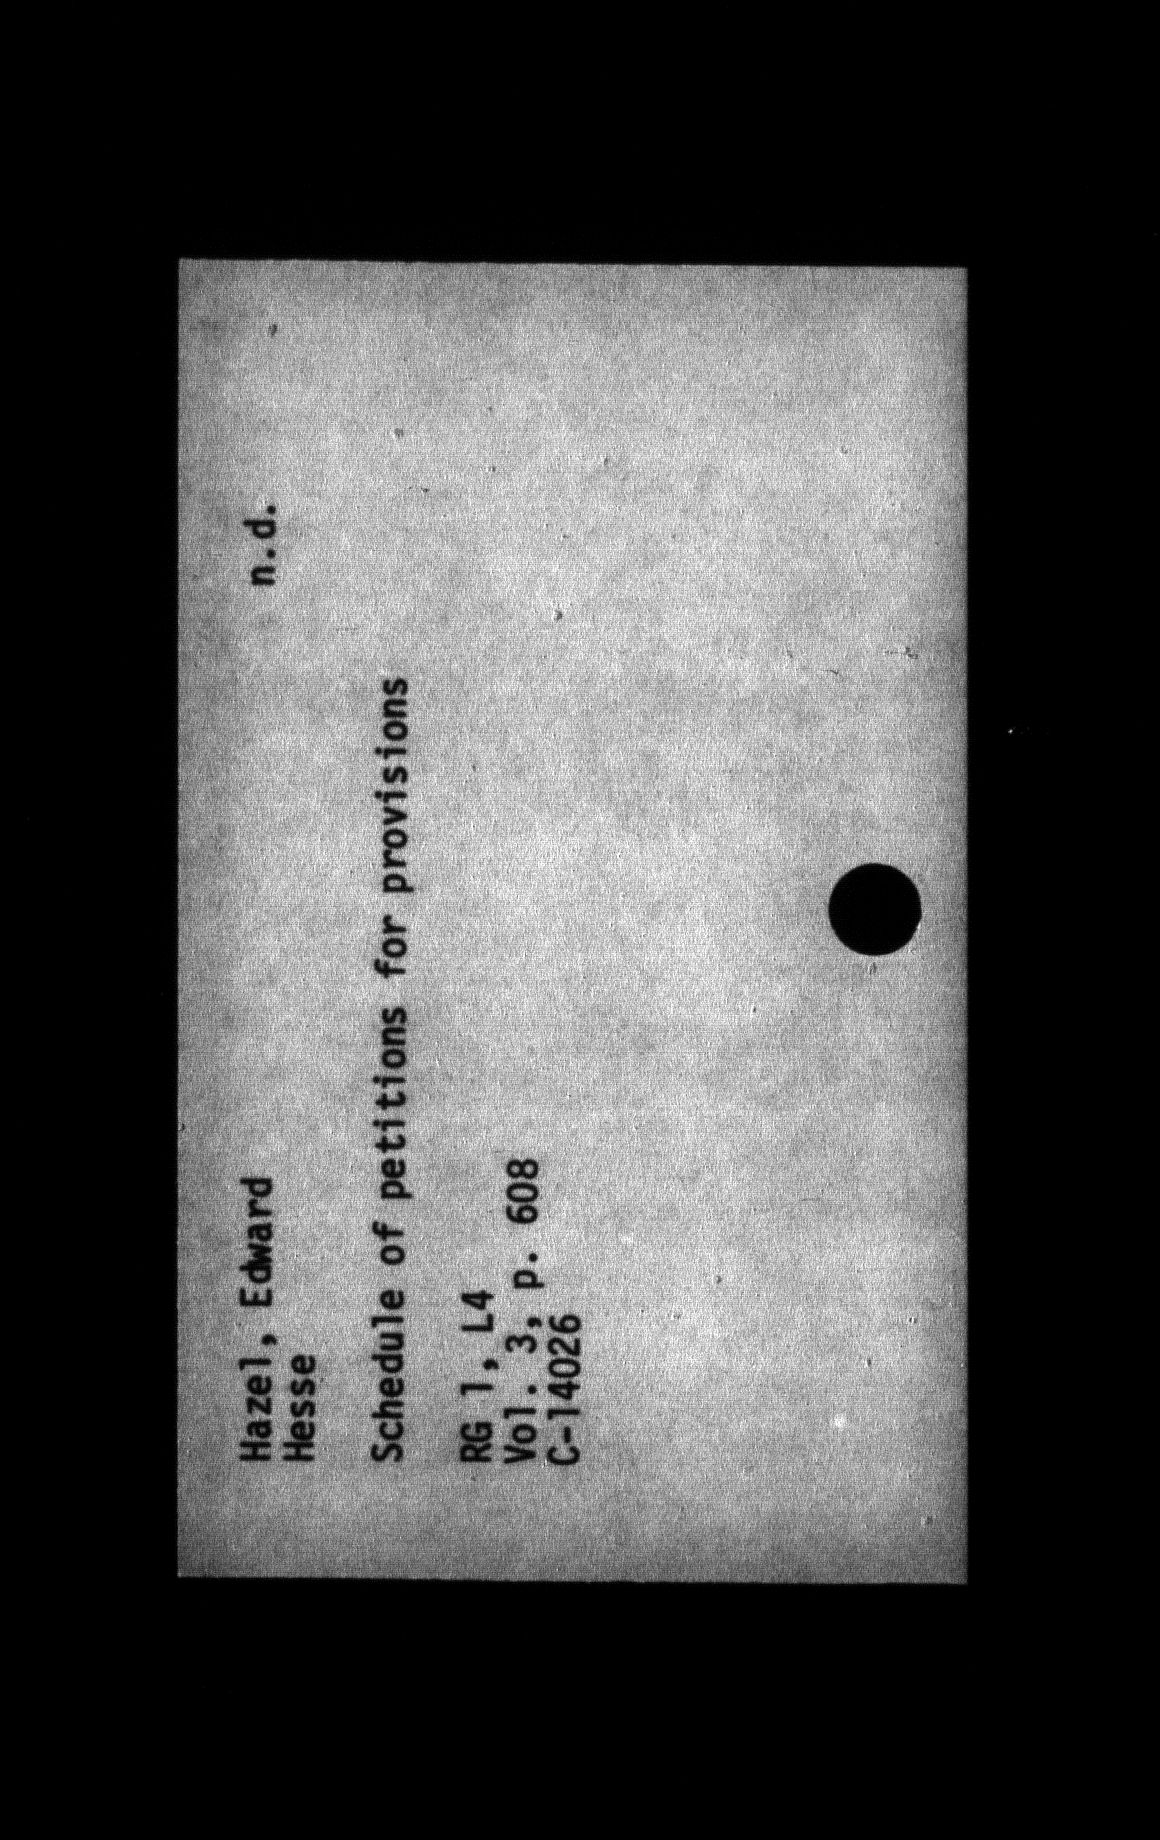 Hazel, Edward n.d.
Hesse
Schedule of petitions for provisions
RG 1, L4
Vol. 3, p. 608
C-14026